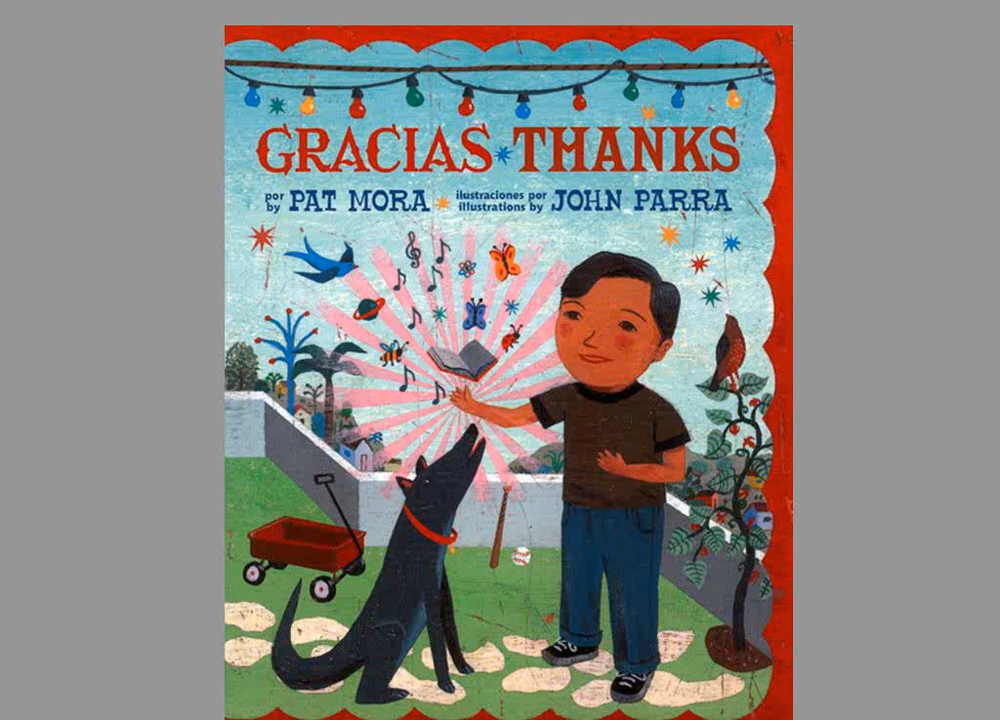 GRACIAS THANKS
por by PAT MORA ilustraciones por illustrations by JOHN PARRA